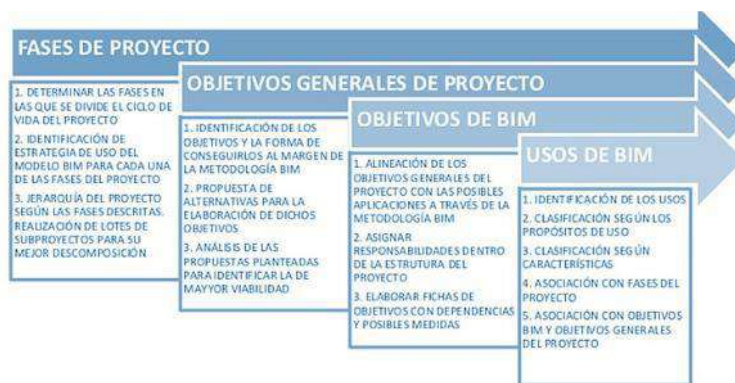 FASES DE PROYECTO
1. DETERMINAR LAS FASES EN
LAS QUE SE DIVIDE EL CICLO DE
VIDA DEL PROYECTO
2. IDENTIFICACIÓN DE
ESTRATEGIA DE USO DEL
MODELO BIM PARA CADA UNA
DE LAS FASES DEL PROYECTO
3. JERARQUÍA DEL PROYECTO
SEGÚN LAS FASES DESCRITAS.
REALIZACIÓN DE LOTES DE
SUBPROYECTOS PARA SU
MEJOR DESCOMPOSICIÓN
OBJETIVOS GENERALES DE PROYECTO
1. IDENTIFICACIÓN DE LOS
OBJETIVOS Y LA FORMA DE
CONSEGUIRLOS AL MARGEN DE
LA METODOLOGÍA BIM
2. PROPUESTA DE
ALTERNATIVAS PARA LA
ELABORACIÓN DE DICHOS
OBJETIVOS
3. ANÁLISIS DE LAS
PROPUESTAS PLANTEADAS
PARA IDENTIFICAR LA DE
MAYYOR VIABILIDAD
OBJETIVOS DE BIM
1. ALINEACIÓN DE LOS
OBJETIVOS GENERALES DEL
PROYECTO CON LAS POSIBLES
APLICACIONES A TRAVÉS DE LA
METODOLOGÍA BIM
2. ASIGNAR
RESPONSABILIDADES DENTRO
DE LA ESTRUTURA DEL
PROYECTO
3. ELABORAR FICHAS DE
OBJETIVOS CON DEPENDENCIAS
Y POSIBLES MEDIDAS
USOS DE BIM
1. IDENTIFICACIÓN DE LOS USOS
2. CLASIFICACIÓN SEGÚN LOS
PROPÓSITOS DE USO
3. CLASIFICACIÓN SEGÚN
CARACTERÍSTICAS
4. ASOCIACIÓN CON FASES DEL
PROYECTO
5. ASOCIACIÓN CON OBJETIVOS
BIM Y OBJETIVOS GENERALES
DEL PROYECTO